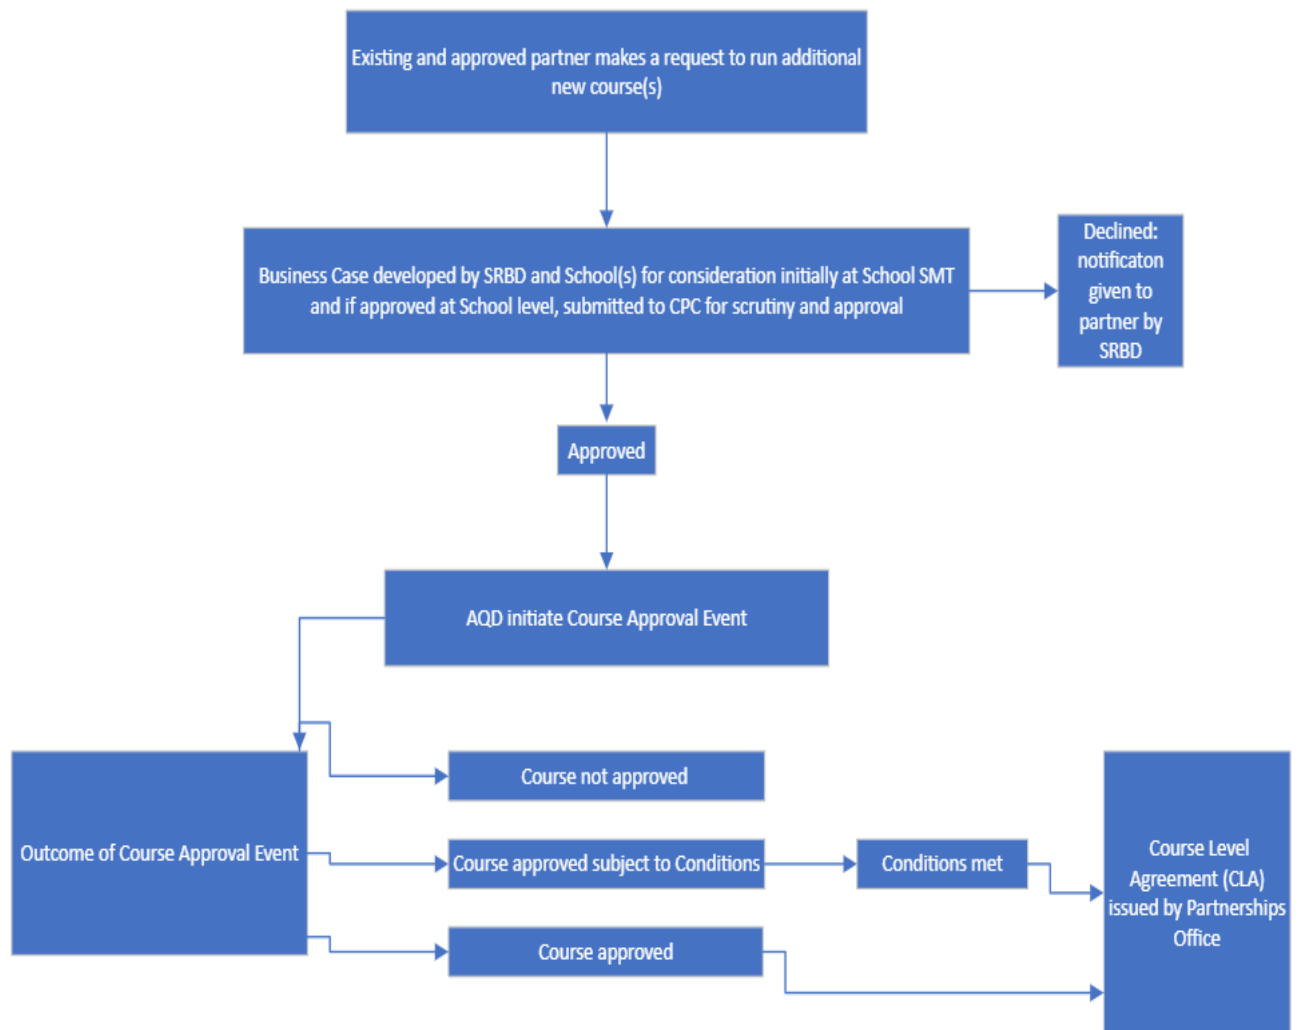 Existing and approved partner makes a request to run additional
new course(s)
Business Case developed by SRBD and School(s) for consideration initially at School SMT
and if approved at School level, submitted to CPC for scrutiny and approval
Declined:
notificaton
given to
partner by
SRBD
Approved
AQD initiate Course Approval Event
Outcome of Course Approval Event
Course not approved
Course approved subject to Conditions
Conditions met
Course approved
Course Level
Agreement (CLA)
issued by Partnerships
Office